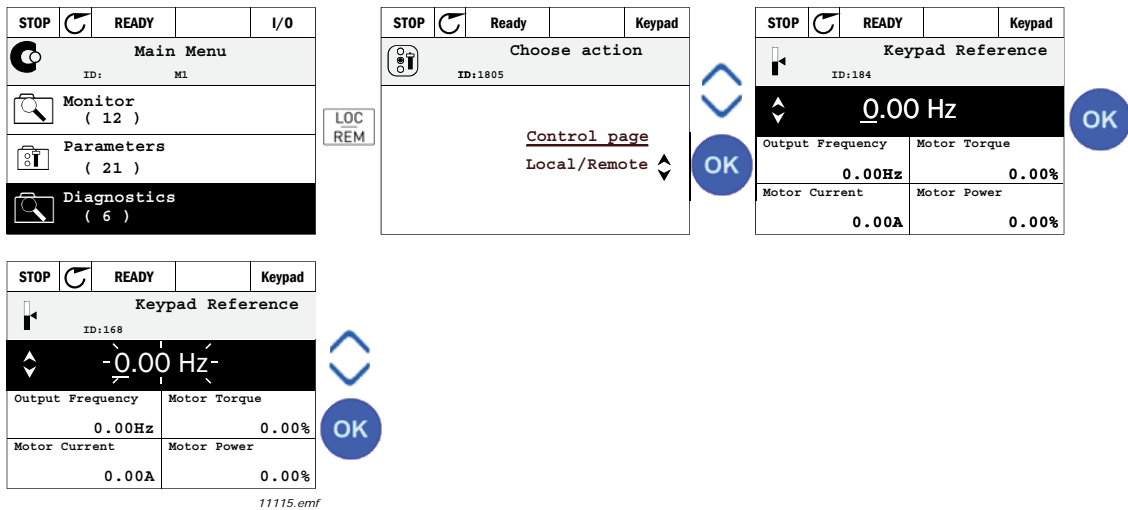 STOP READY I/O
Main Menu
ID: M1
Monitor
( 12 )
Parameters
( 21 )
Diagnostics
( 6 )
LOC
REM
STOP Ready Keypad
Choose action
ID:1805
Control page
Local/Remote
OK
STOP READY Keypad
Keypad Reference
ID:184
0.00 Hz
Output Frequency Motor Torque
0.00Hz 0.00%
Motor Current Motor Power
0.00A 0.00%
OK
STOP READY Keypad
Keypad Reference
ID:168
0.00 Hz
Output Frequency Motor Torque
0.00Hz 0.00%
Motor Current Motor Power
0.00A 0.00%
OK
11115.emf